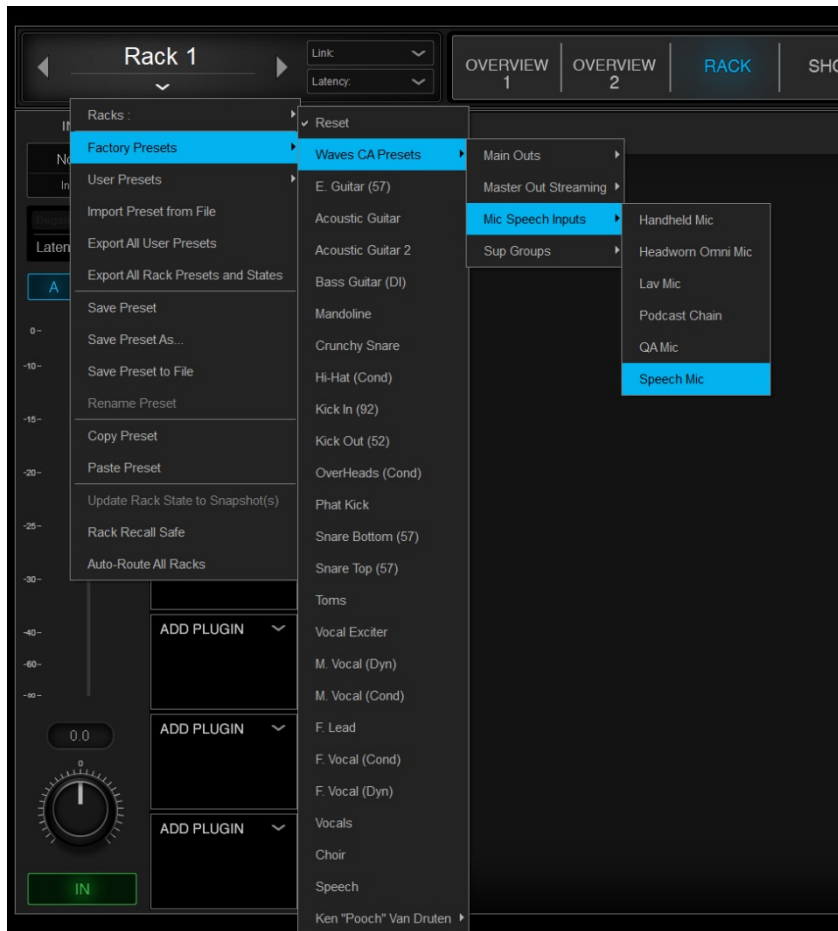 Rack 1
Link:
Latency:
OVERVIEW 1
OVERVIEW 2
RACK
SHO
Racks :
Factory Presets
User Presets
Import Preset from File
Export All User Presets
Export All Rack Presets and States
Save Preset
Save Preset As...
Save Preset to File
Rename Preset
Copy Preset
Paste Preset
Update Rack State to Snapshot(s)
Rack Recall Safe
Auto-Route All Racks
Reset
Waves CA Presets
E. Guitar (57)
Acoustic Guitar
Acoustic Guitar 2
Bass Guitar (DI)
Mandoline
Crunchy Snare
Hi-Hat (Cond)
Kick In (92)
Kick Out (52)
OverHeads (Cond)
Phat Kick
Snare Bottom (57)
Snare Top (57)
Toms
Vocal Exciter
M. Vocal (Dyn)
M. Vocal (Cond)
F. Lead
F. Vocal (Cond)
F. Vocal (Dyn)
Vocals
Choir
Speech
Ken "Pooch" Van Druten
Main Outs
Master Out Streaming
Mic Speech Inputs
Sup Groups
Handheld Mic
Headworn Omni Mic
Lav Mic
Podcast Chain
QA Mic
Speech Mic
Laten
A
0-
-10-
-15-
-20-
-25-
-30-
-40-
-60-
-∞-
ADD PLUGIN
ADD PLUGIN
ADD PLUGIN
0.0
0
IN